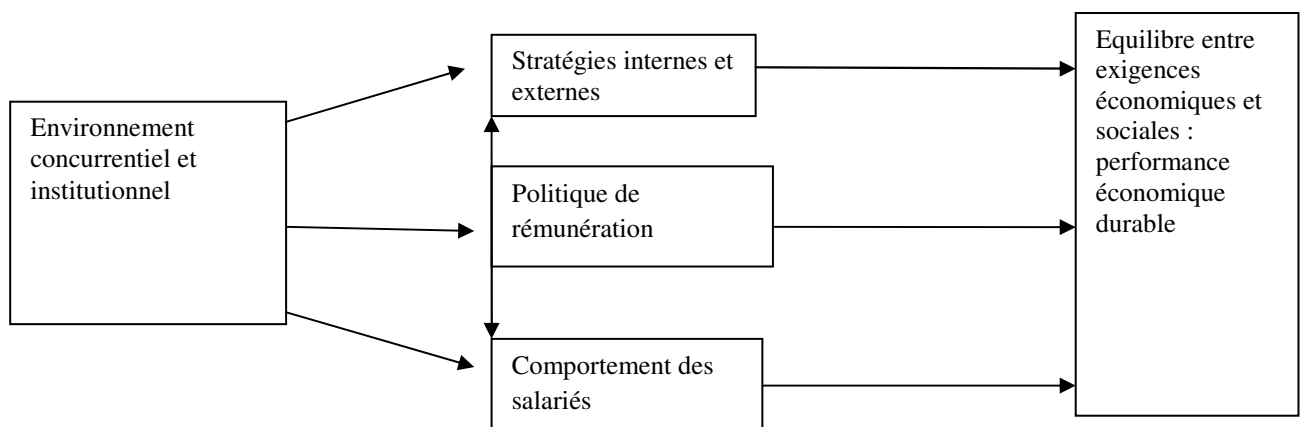 Environnement
concurrentiel et
institutionnel
Stratégies internes et
externes
Politique de
rémunération
Comportement des
salariés
Equilibre entre
exigences
économiques et
sociales :
performance
économique
durable